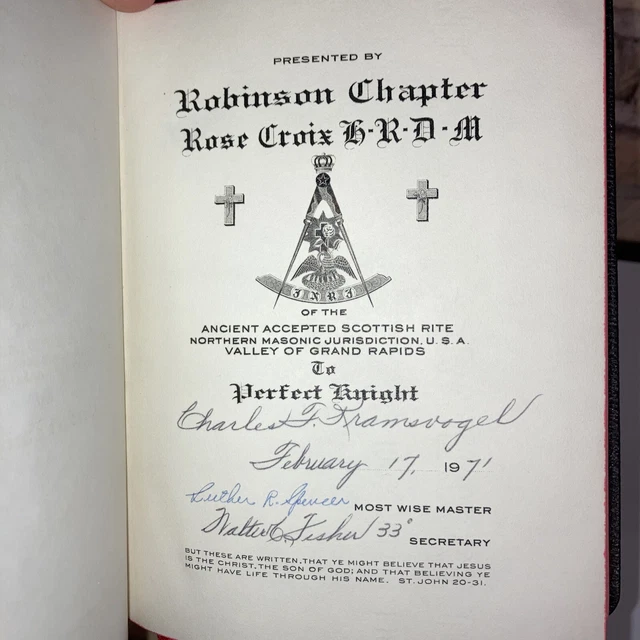 PRESENTED BY
Robinson Chapter
Rose Croix H-R-D-M
INRI
OF THE
ANCIENT ACCEPTED SCOTTISH RITE
NORTHERN MASONIC JURISDICTION, U.S.A.
VALLEY OF GRAND RAPIDS
To
Perfect Knight
Charles F. Kramsvogel
February 17, 1971
Luther R. Spencer MOST WISE MASTER
Walter C. Fisher 33° SECRETARY
BUT THESE ARE WRITTEN, THAT YE MIGHT BELIEVE THAT JESUS
IS THE CHRIST, THE SON OF GOD; AND THAT BELIEVING YE
MIGHT HAVE LIFE THROUGH HIS NAME. ST. JOHN 20-31.